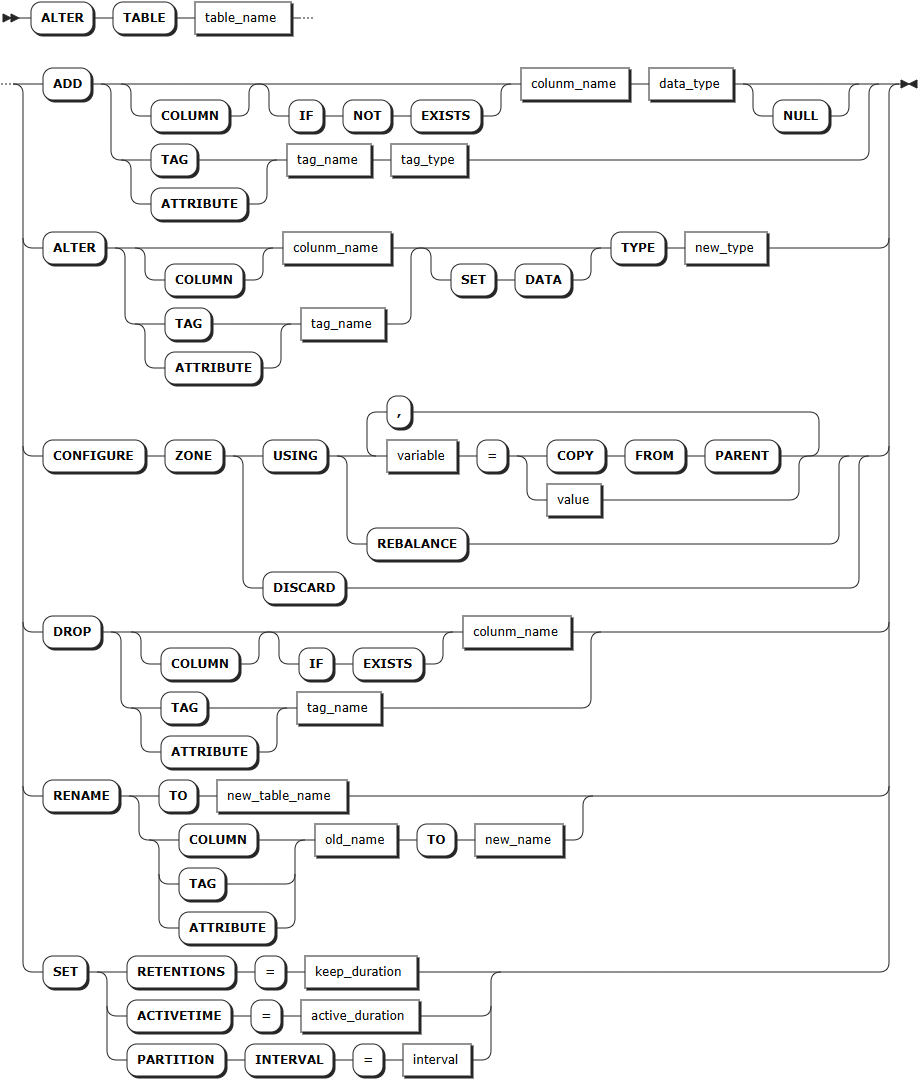 ALTER TABLE table_name
ADD colunm_name data_type
COLUMN IF NOT EXISTS NULL
TAG tag_name tag_type
ATTRIBUTE
ALTER colunm_name TYPE new_type
COLUMN SET DATA
TAG tag_name
ATTRIBUTE
,
CONFIGURE ZONE USING variable = COPY FROM PARENT
value
REBALANCE
DISCARD
DROP colunm_name
COLUMN IF EXISTS
TAG tag_name
ATTRIBUTE
RENAME TO new_table_name
COLUMN old_name TO new_name
TAG
ATTRIBUTE
SET RETENTIONS = keep_duration
ACTIVETIME = active_duration
PARTITION INTERVAL = interval